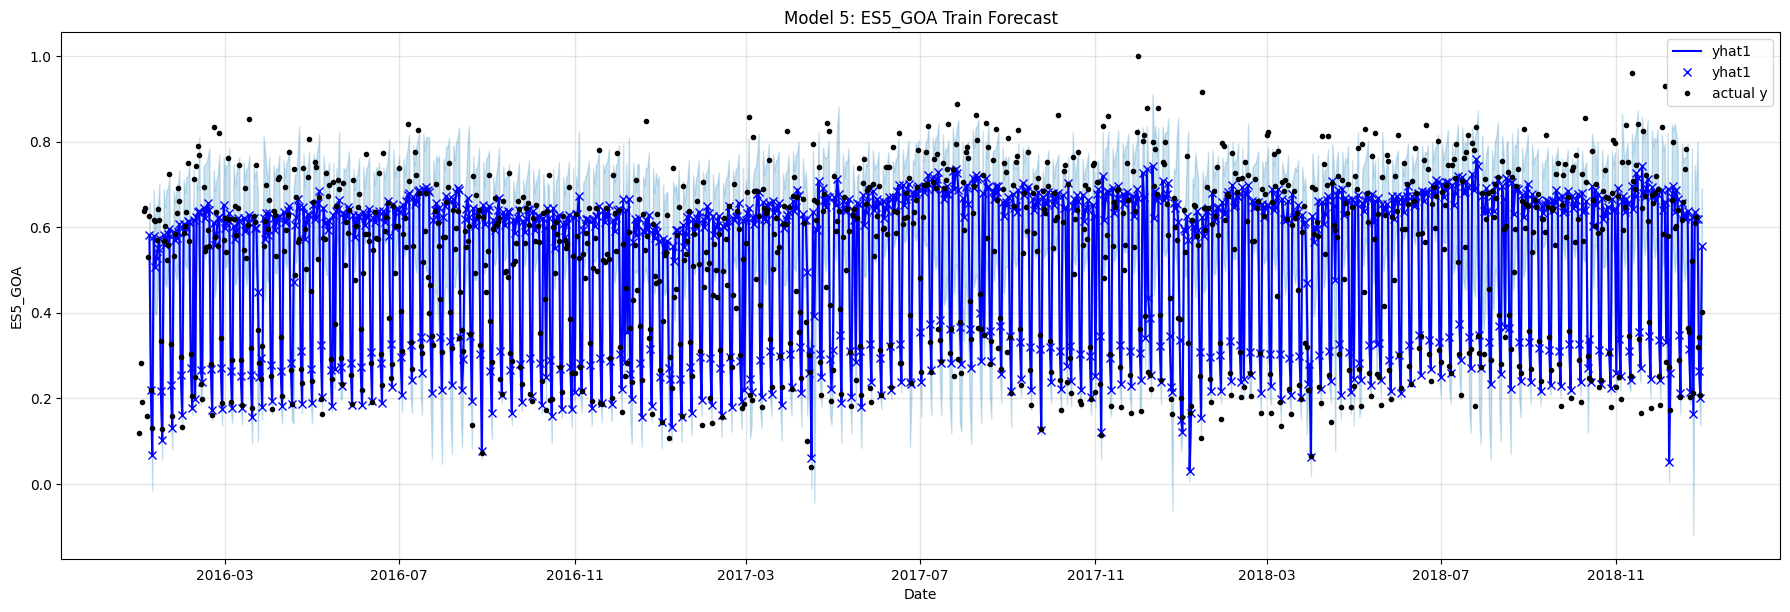 Model 5: ES5_GOA Train Forecast
yhat1
yhat1
actual y
1.0
0.8
0.6
0.4
0.2
0.0
ES5_GOA
2016-03 2016-07 2016-11 2017-03 2017-07 2017-11 2018-03 2018-07 2018-11
Date